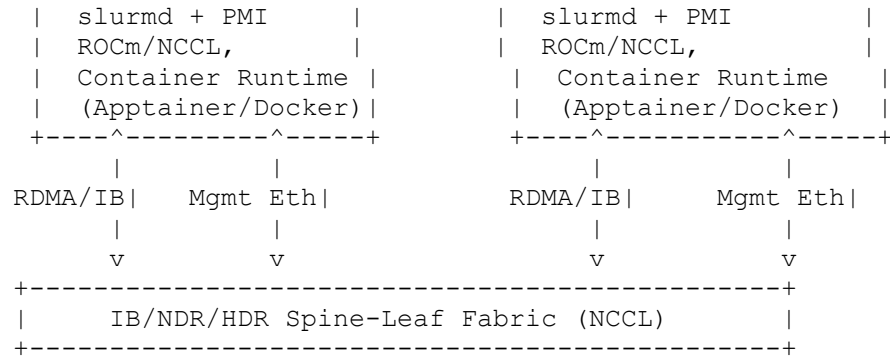 | slurmd + PMI | | slurmd + PMI |
| ROCm/NCCL, | | ROCm/NCCL, |
| Container Runtime | | Container Runtime |
| (Apptainer/Docker)| | (Apptainer/Docker) |
+----^---------^-----+ +----^-----------^-----+
| | | |
RDMA/IB| Mgmt Eth| RDMA/IB| Mgmt Eth|
| | | |
v v v v
+-----------------------------------------------+
| IB/NDR/HDR Spine-Leaf Fabric (NCCL) |
+-----------------------------------------------+